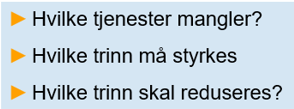 Hvilke tjenester mangler?
Hvilke trinn må styrkes
Hvilke trinn skal reduseres?